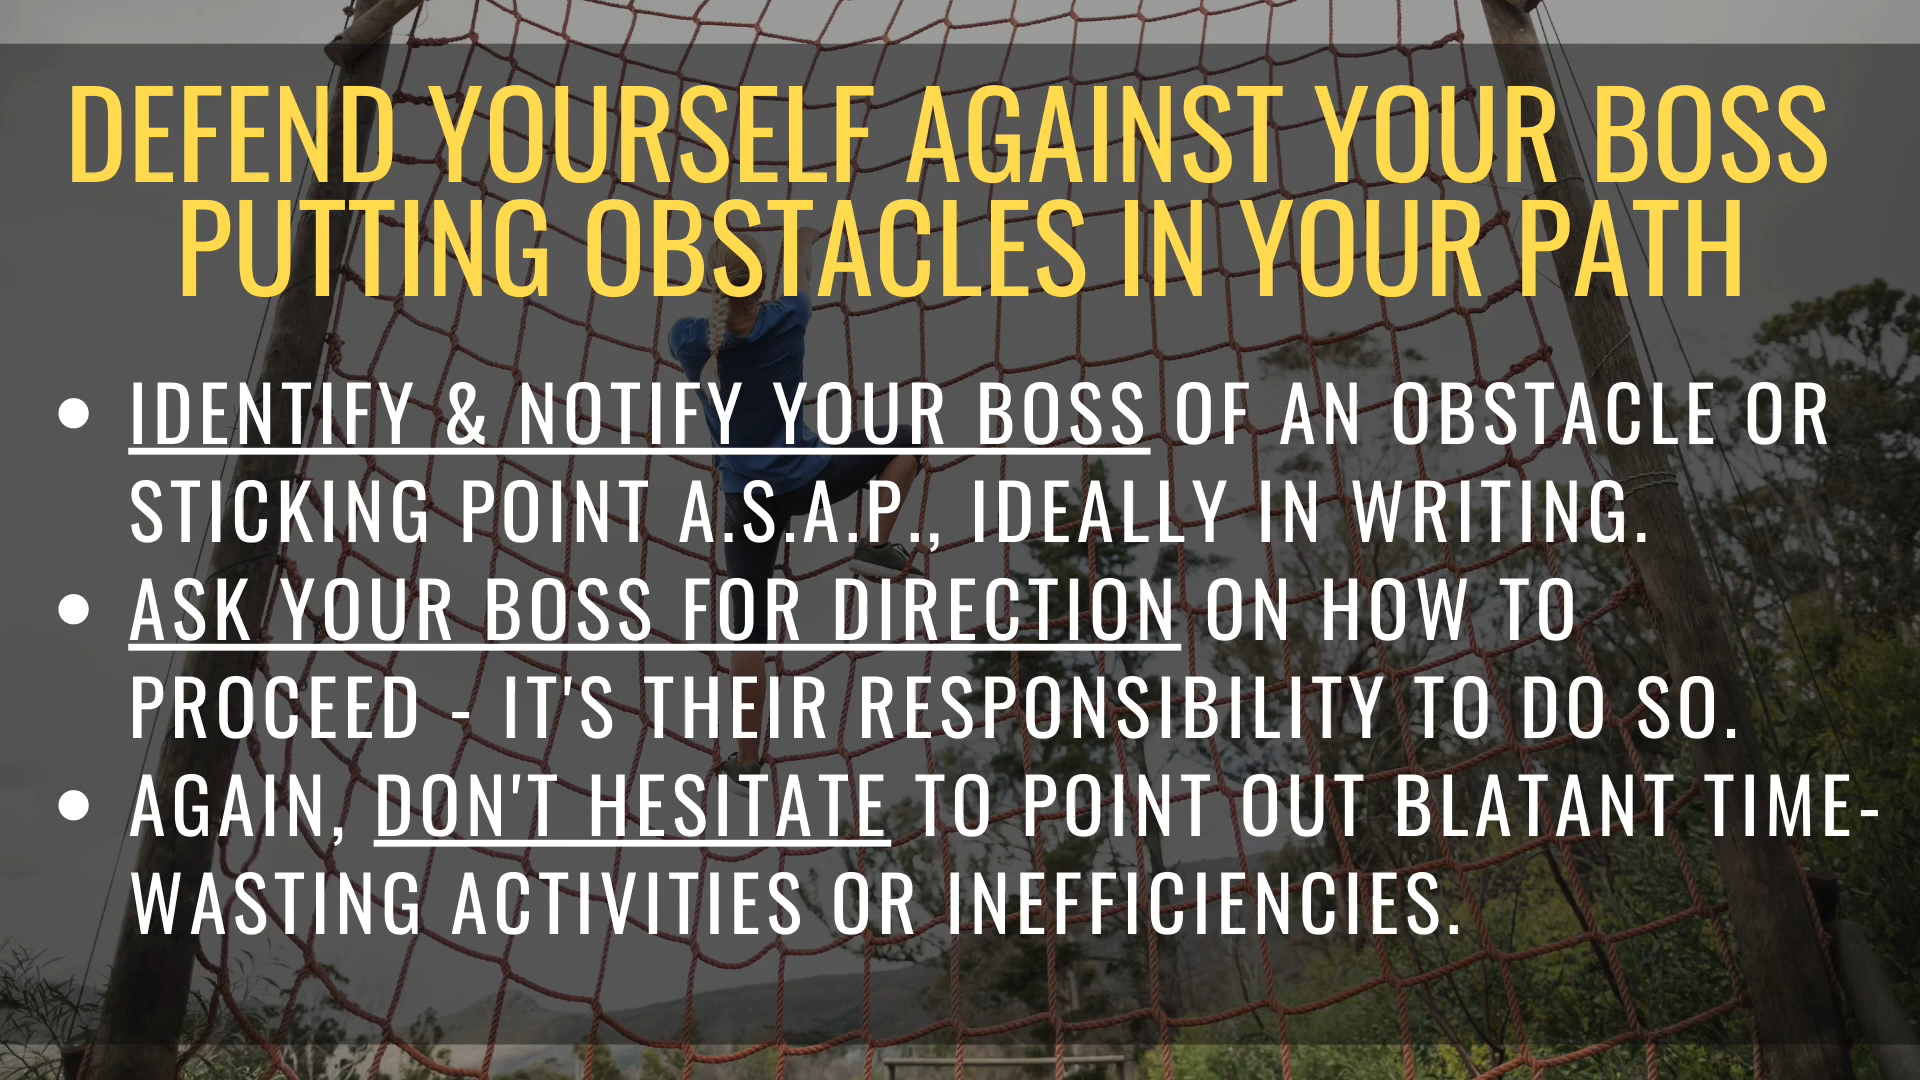 DEFEND YOURSELF AGAINST YOUR BOSS
PUTTING OBSTACLES IN YOUR PATH
• IDENTIFY & NOTIFY YOUR BOSS OF AN OBSTACLE OR
STICKING POINT A.S.A.P., IDEALLY IN WRITING.
• ASK YOUR BOSS FOR DIRECTION ON HOW TO
PROCEED - IT'S THEIR RESPONSIBILITY TO DO SO.
• AGAIN, DON'T HESITATE TO POINT OUT BLATANT TIME-
WASTING ACTIVITIES OR INEFFICIENCIES.